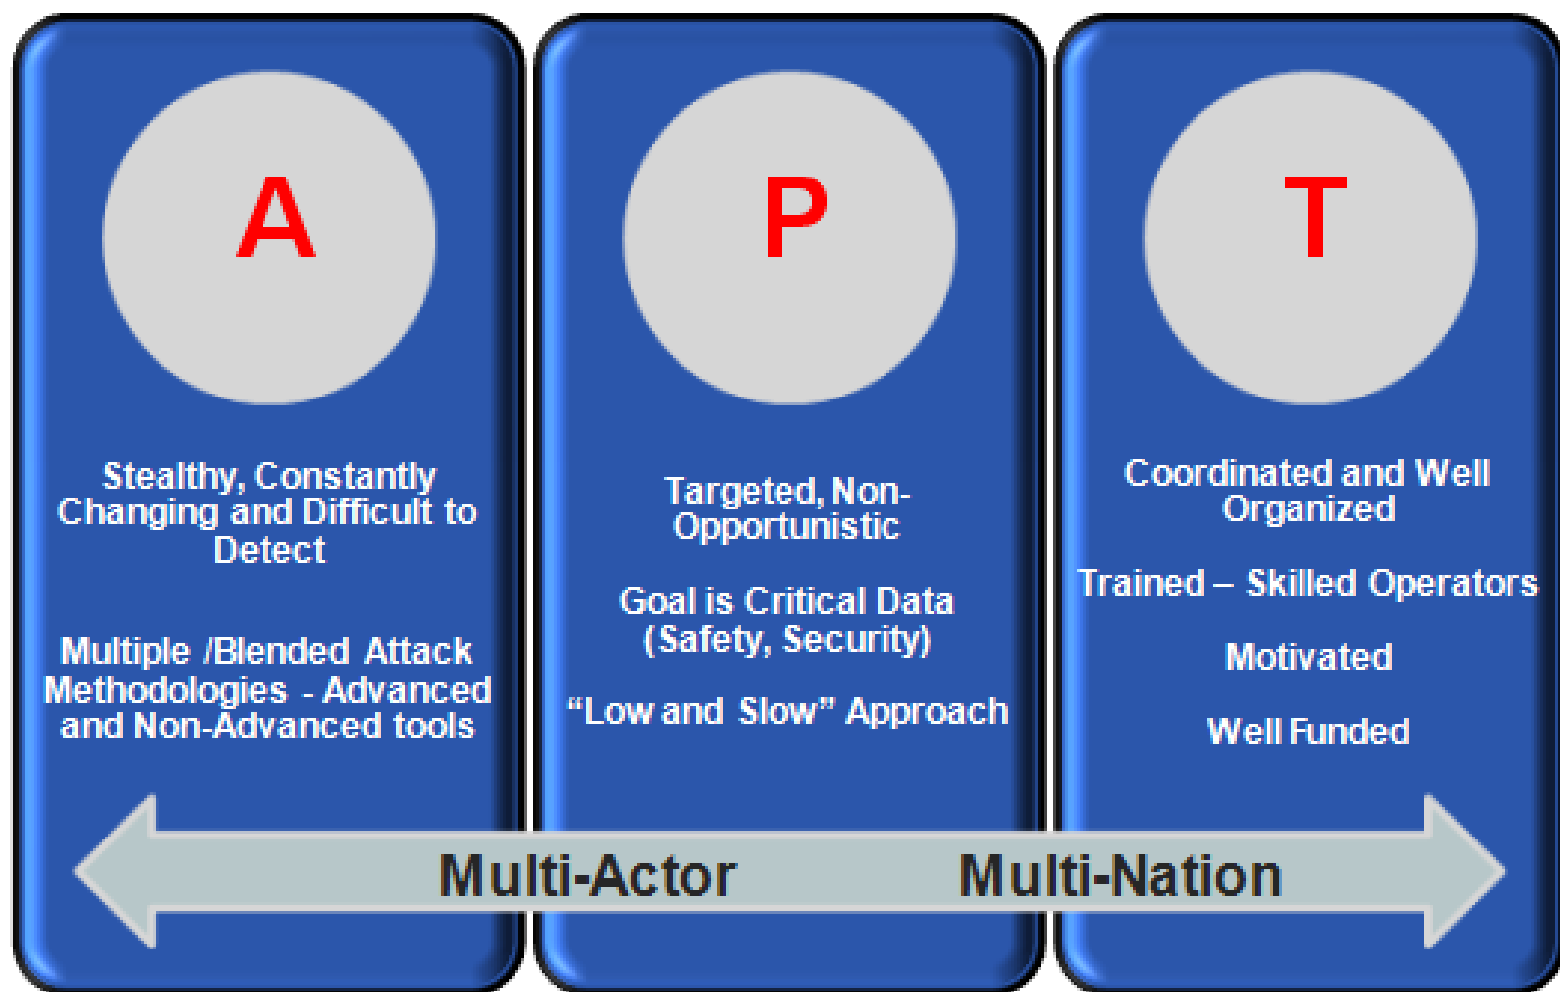 A
Stealthy, Constantly
Changing and Difficult to
Detect
Multiple /Blended Attack
Methodologies - Advanced
and Non-Advanced tools
P
Targeted, Non-
Opportunistic
Goal is Critical Data
(Safety, Security)
“Low and Slow” Approach
T
Coordinated and Well
Organized
Trained – Skilled Operators
Motivated
Well Funded
Multi-Actor Multi-Nation